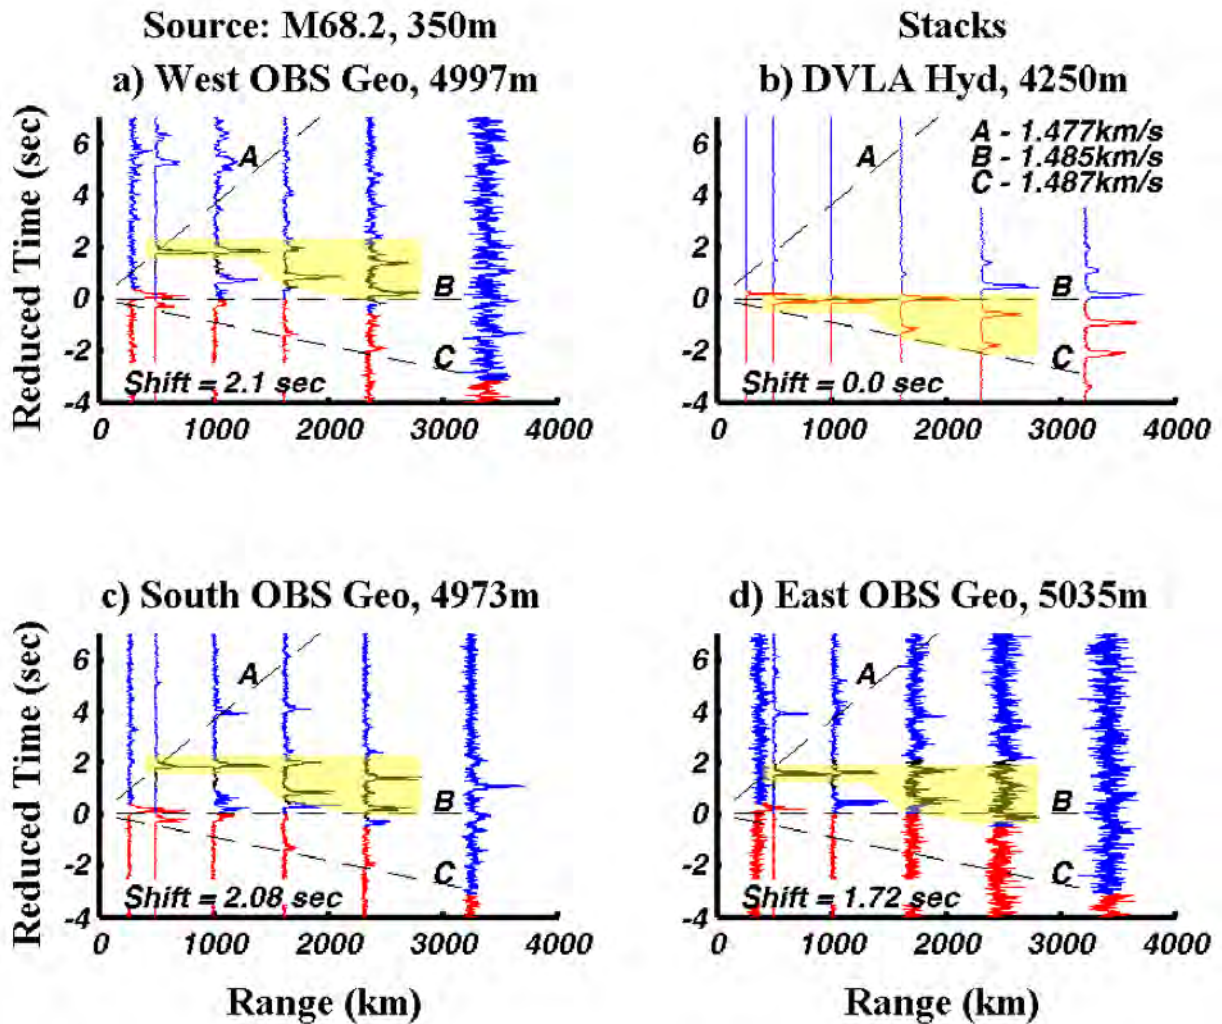 Source: M68.2, 350m
Stacks
a) West OBS Geo, 4997m
b) DVLA Hyd, 4250m
Reduced Time (sec)
6
4
2
0
-2
-4
A
B
C
Shift = 2.1 sec
0 1000 2000 3000 4000
6
4
2
0
-2
-4
A
A - 1.477km/s
B - 1.485km/s
C - 1.487km/s
B
C
Shift = 0.0 sec
0 1000 2000 3000 4000
c) South OBS Geo, 4973m
d) East OBS Geo, 5035m
Reduced Time (sec)
6
4
2
0
-2
-4
A
B
C
Shift = 2.08 sec
0 1000 2000 3000 4000
Range (km)
6
4
2
0
-2
-4
A
B
C
Shift = 1.72 sec
0 1000 2000 3000 4000
Range (km)